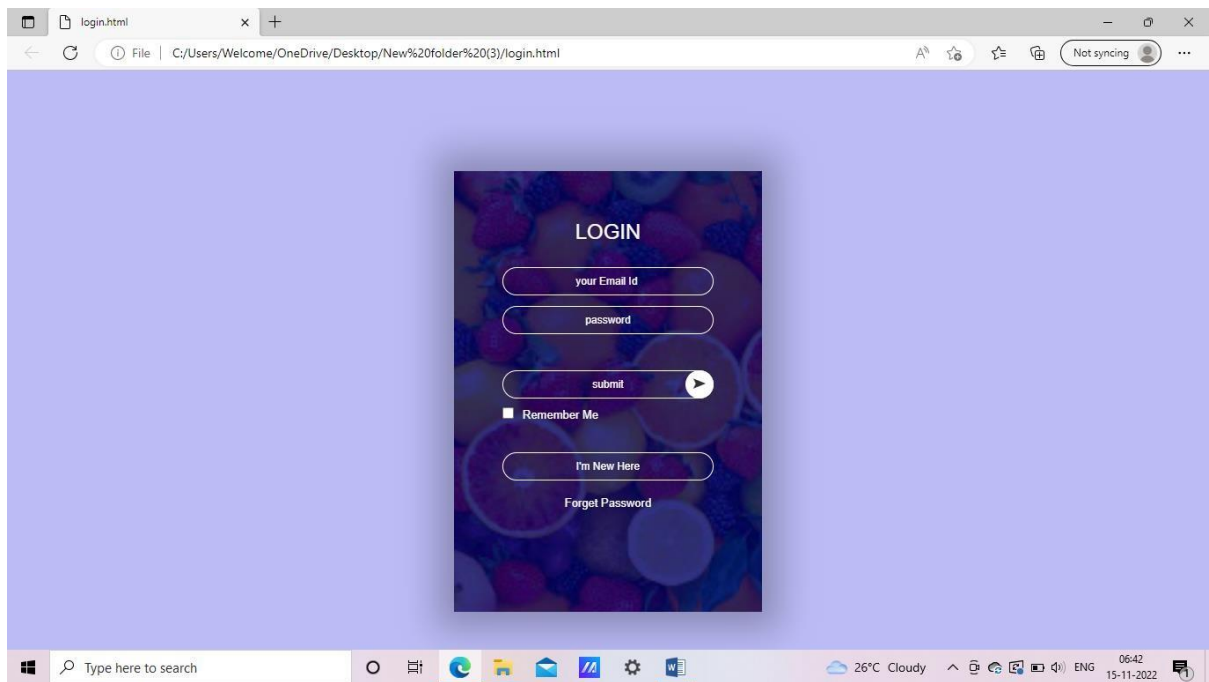 login.html
File | C:/Users/Welcome/OneDrive/Desktop/New%20folder%20(3)/login.html
Not syncing
LOGIN
your Email Id
password
submit
Remember Me
I'm New Here
Forget Password
Type here to search
26°C Cloudy
ENG
06:42
15-11-2022